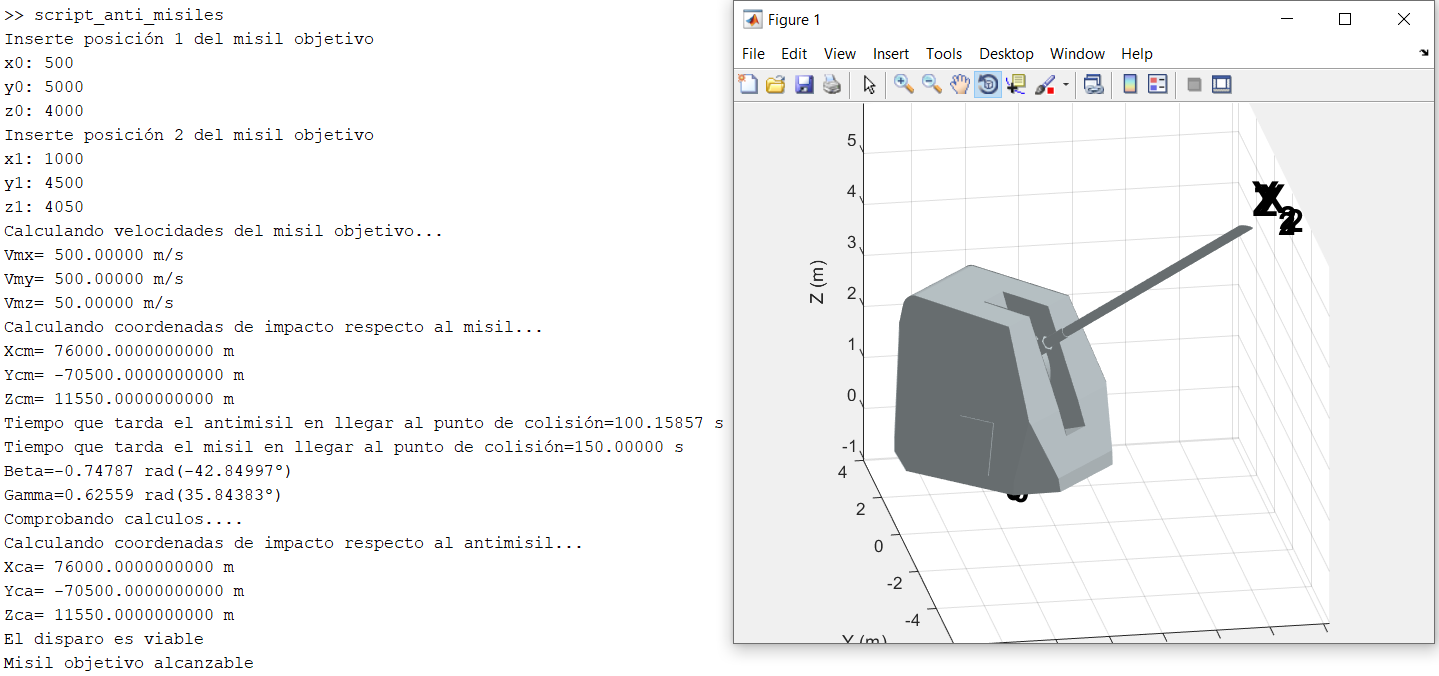 >> script_anti_misiles
Inserte posición 1 del misil objetivo
x0: 500
y0: 5000
z0: 4000
Inserte posición 2 del misil objetivo
x1: 1000
y1: 4500
z1: 4050
Calculando velocidades del misil objetivo...
Vmx= 500.00000 m/s
Vmy= 500.00000 m/s
Vmz= 50.00000 m/s
Calculando coordenadas de impacto respecto al misil...
Xcm= 76000.0000000000 m
Ycm= -70500.0000000000 m
Zcm= 11550.0000000000 m
Tiempo que tarda el antimisil en llegar al punto de colisión=100.15857 s
Tiempo que tarda el misil en llegar al punto de colisión=150.00000 s
Beta=-0.74787 rad(-42.84997°)
Gamma=0.62559 rad(35.84383°)
Comprobando calculos....
Calculando coordenadas de impacto respecto al antimisil...
Xca= 76000.0000000000 m
Yca= -70500.0000000000 m
Zca= 11550.0000000000 m
El disparo es viable
Misil objetivo alcanzable
Figure 1
File Edit View Insert Tools Desktop Window Help
5
4
3
2
1
0
-1
Z (m)
4
2
0
-2
-4
Y (m)